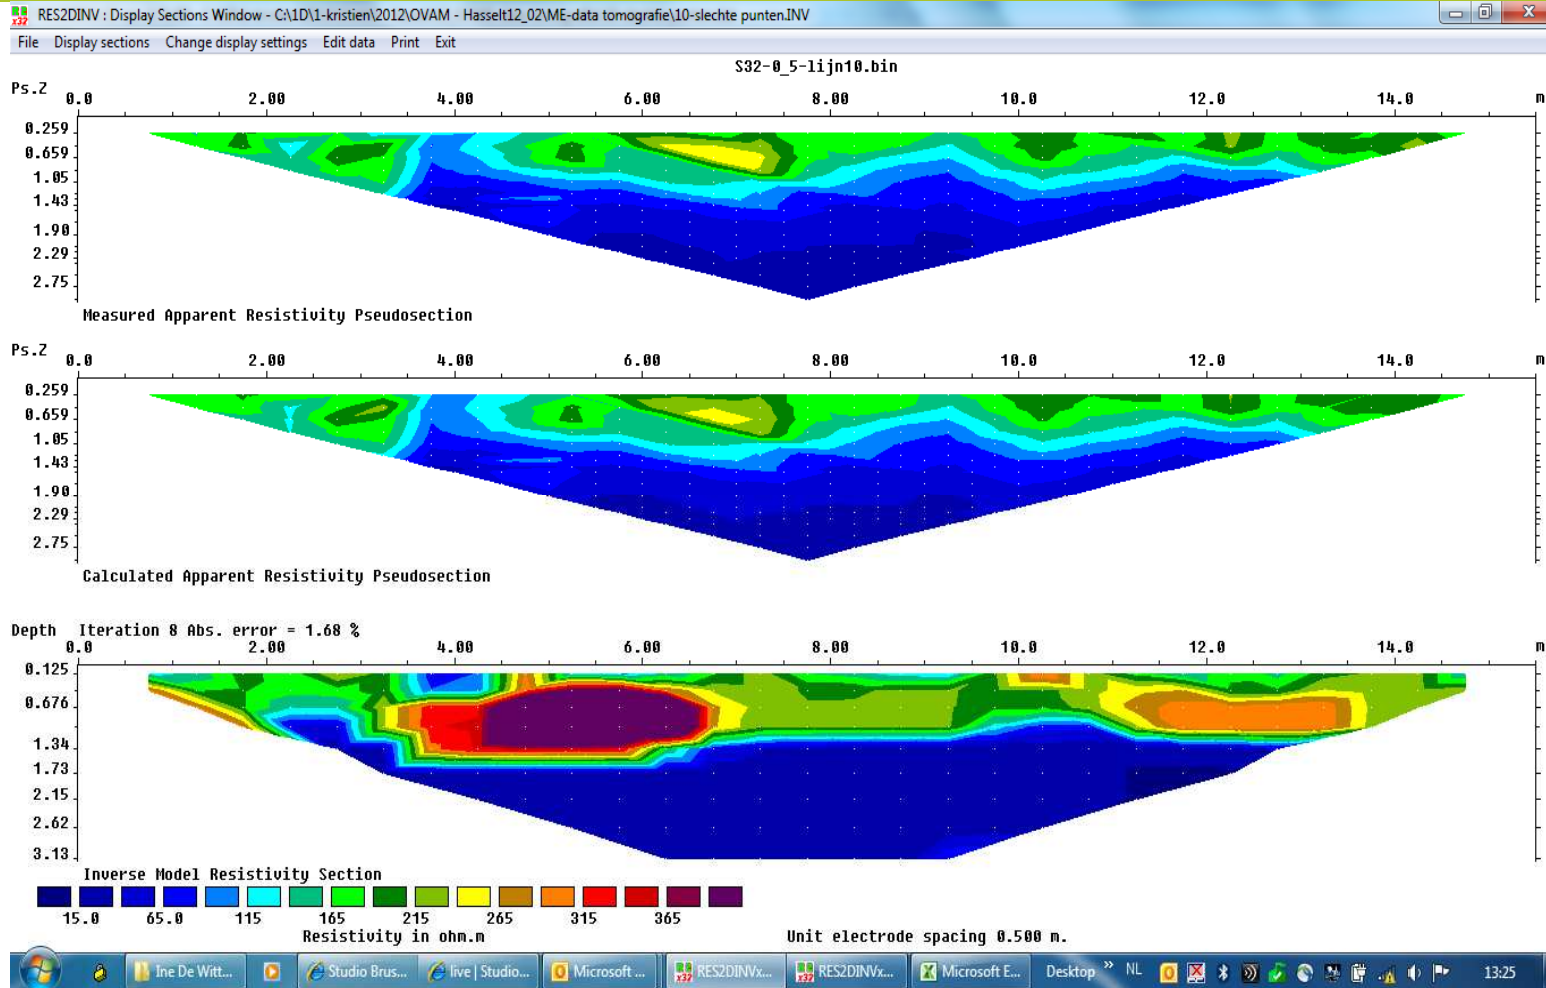 RES2DINV : Display Sections Window - C:\1D\1-kristien\2012\OVAM - Hasselt12_02\ME-data tomografie\10-slechte punten.INV
File Display sections Change display settings Edit data Print Exit
S32-0_5-lijn10.bin
Ps.Z
0.0 2.00 4.00 6.00 8.00 10.0 12.0 14.0 m
0.259
0.659
1.05
1.43
1.90
2.29
2.75
Measured Apparent Resistivity Pseudosection
Ps.Z
0.0 2.00 4.00 6.00 8.00 10.0 12.0 14.0 m
0.259
0.659
1.05
1.43
1.90
2.29
2.75
Calculated Apparent Resistivity Pseudosection
Depth Iteration 8 Abs. error = 1.68 %
0.0 2.00 4.00 6.00 8.00 10.0 12.0 14.0 m
0.125
0.676
1.34
1.73
2.15
2.62
3.13
Inverse Model Resistivity Section
15.0 65.0 115 165 215 265 315 365
Resistivity in ohm.m
Unit electrode spacing 0.500 m.
Ine De Witt... Studio Brus... live | Studio... Microsoft ... RES2DINVx... RES2DINVx... Microsoft E... Desktop » NL 13:25